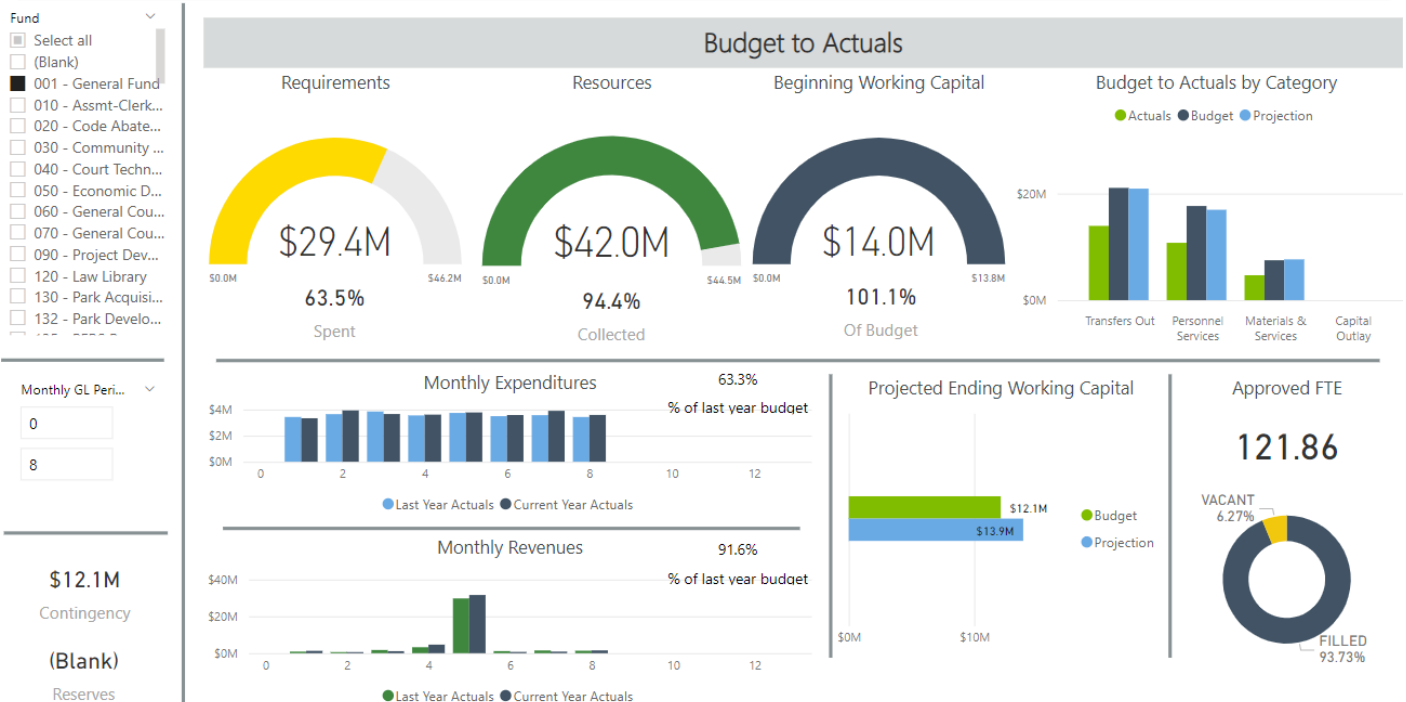 Fund
Select all
(Blank)
001 - General Fund
010 - Assmt-Clerk...
020 - Code Abate...
030 - Community ...
040 - Court Techn...
050 - Economic D...
060 - General Cou...
070 - General Cou...
090 - Project Dev...
120 - Law Library
130 - Park Acquisi...
132 - Park Develo...
Monthly GL Peri...
0
8
$12.1M
Contingency
(Blank)
Reserves
Budget to Actuals
Requirements
$29.4M
$0.0M
$46.2M
63.5%
Spent
Resources
$42.0M
$0.0M
$44.5M
94.4%
Collected
Beginning Working Capital
$14.0M
$0.0M
$13.8M
101.1%
Of Budget
Budget to Actuals by Category
Actuals Budget Projection
$20M
$0M
Transfers Out
Personnel
Services
Materials &
Services
Capital
Outlay
Monthly Expenditures
63.3%
% of last year budget
$4M
$2M
$0M
0 2 4 6 8 10 12
Last Year Actuals Current Year Actuals
Monthly Revenues
91.6%
% of last year budget
$40M
$20M
$0M
0 2 4 6 8 10 12
Last Year Actuals Current Year Actuals
Projected Ending Working Capital
$12.1M
$13.9M
Budget
Projection
$0M $10M
Approved FTE
121.86
VACANT
6.27%
FILLED
93.73%